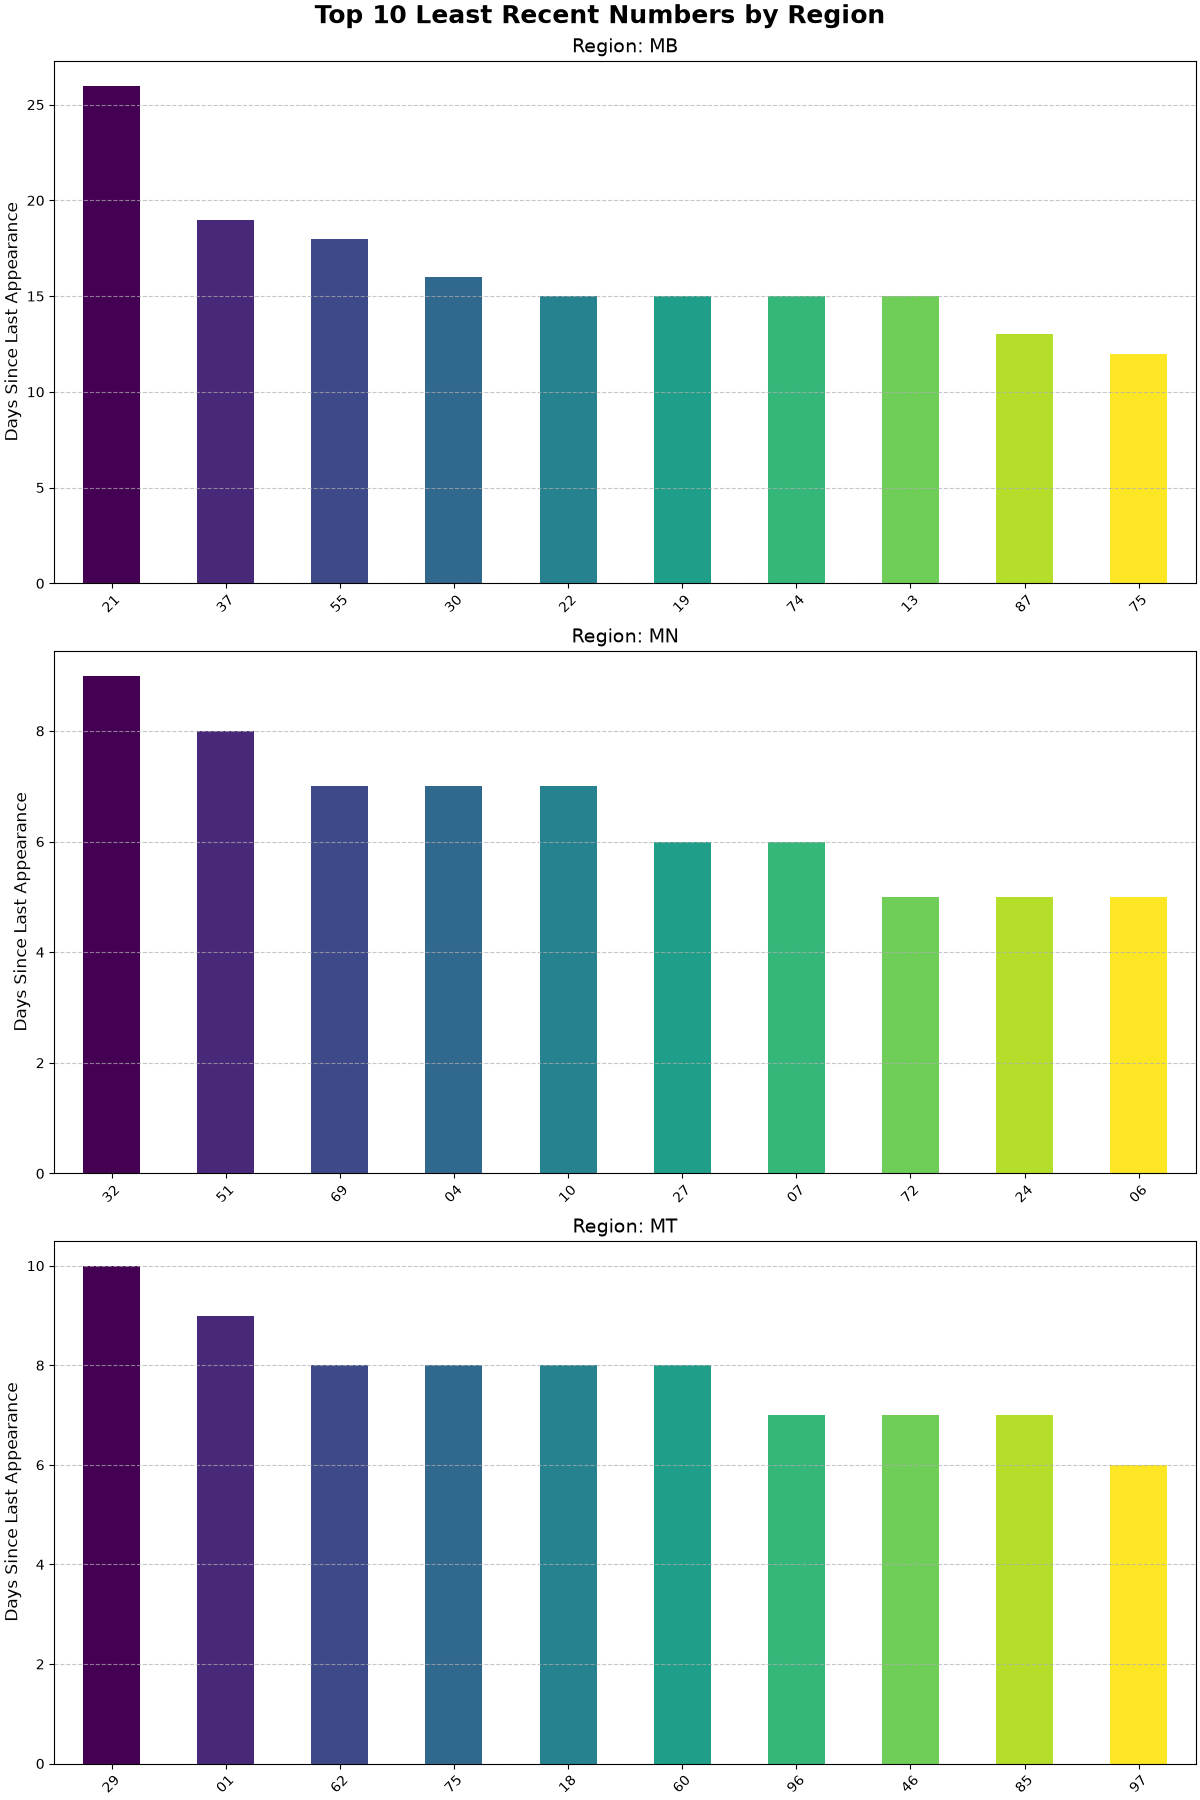 Top 10 Least Recent Numbers by Region
Region: MB
Days Since Last Appearance
25
20
15
10
5
0
21 37 55 30 22 19 74 13 87 75
Region: MN
Days Since Last Appearance
8
6
4
2
0
32 51 69 04 10 27 07 72 24 06
Region: MT
Days Since Last Appearance
10
8
6
4
2
0
29 01 62 75 18 60 96 46 85 97